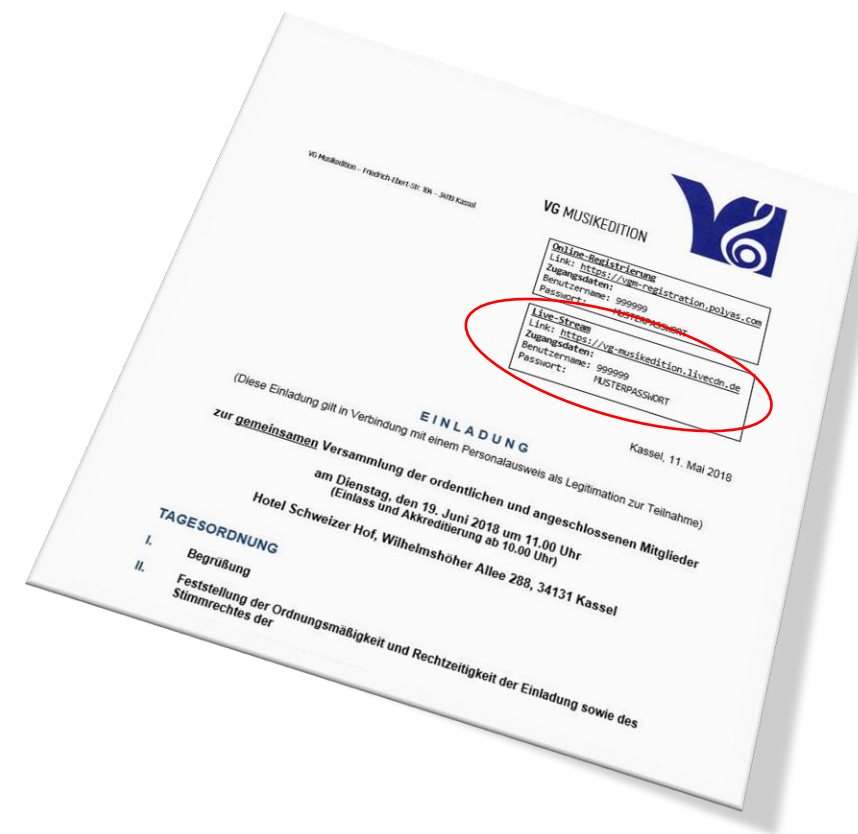 VG Musikedition – Friedrich-Ebert-Str. 104 – 34119 Kassel
VG MUSIKEDITION
Online-Registrierung
Link: https://vgm-registration.polyas.com
Zugangsdaten:
Benutzername: 999999
Passwort: MUSTERPASSWORT
Live-Stream
Link: https://vg-musikedition.livecdn.de
Zugangsdaten:
Benutzername: 999999
Passwort: MUSTERPASSWORT
Kassel, 11. Mai 2018
EINLADUNG
(Diese Einladung gilt in Verbindung mit einem Personalausweis als Legitimation zur Teilnahme)
zur gemeinsamen Versammlung der ordentlichen und angeschlossenen Mitglieder
am Dienstag, den 19. Juni 2018 um 11.00 Uhr
(Einlass und Akkreditierung ab 10.00 Uhr)
Hotel Schweizer Hof, Wilhelmshöher Allee 288, 34131 Kassel
TAGESORDNUNG
I. Begrüßung
II. Feststellung der Ordnungsmäßigkeit und Rechtzeitigkeit der Einladung sowie des
Stimmrechtes der